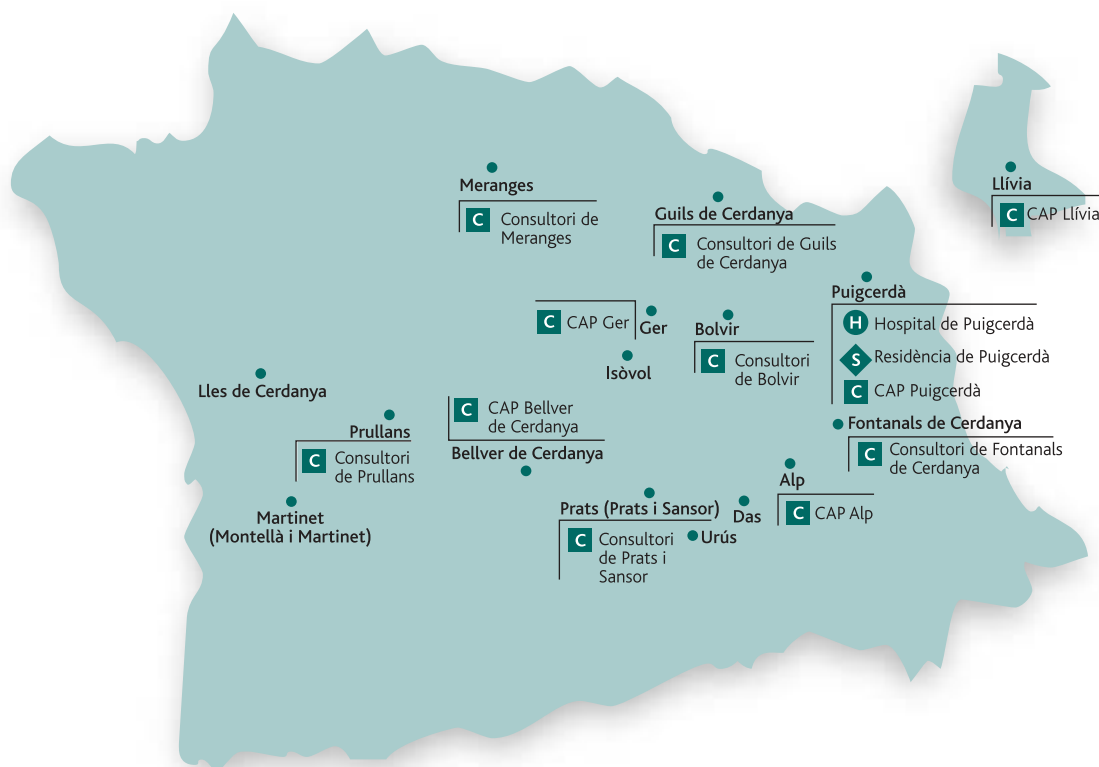 Meranges
C Consultori de
Meranges
Guils de Cerdanya
C Consultori de Guils
de Cerdanya
Llívia
C CAP Llívia
Puigcerdà
H Hospital de Puigcerdà
S Residència de Puigcerdà
C CAP Puigcerdà
C CAP Ger
Ger
Bolvir
C Consultori
de Bolvir
Isòvol
Lles de Cerdanya
Prullans
C Consultori
de Prullans
C CAP Bellver
de Cerdanya
Bellver de Cerdanya
Fontanals de Cerdanya
C Consultori de Fontanals
de Cerdanya
Martinet
(Montellà i Martinet)
Prats (Prats i Sansor)
C Consultori
de Prats i
Sansor
Urús
Das
Alp
C CAP Alp